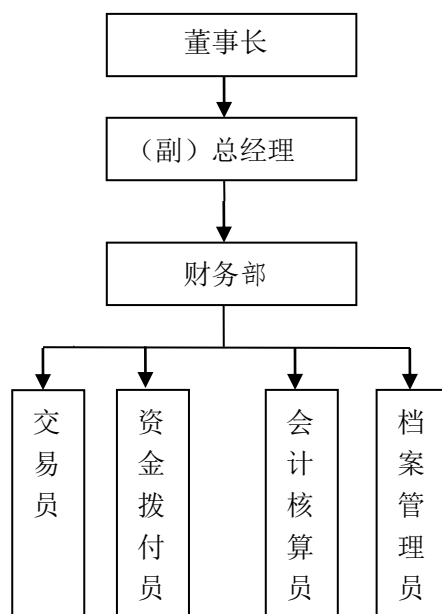 董事长
（副）总经理
财务部
交易员
资金拨付员
会计核算员
档案管理员